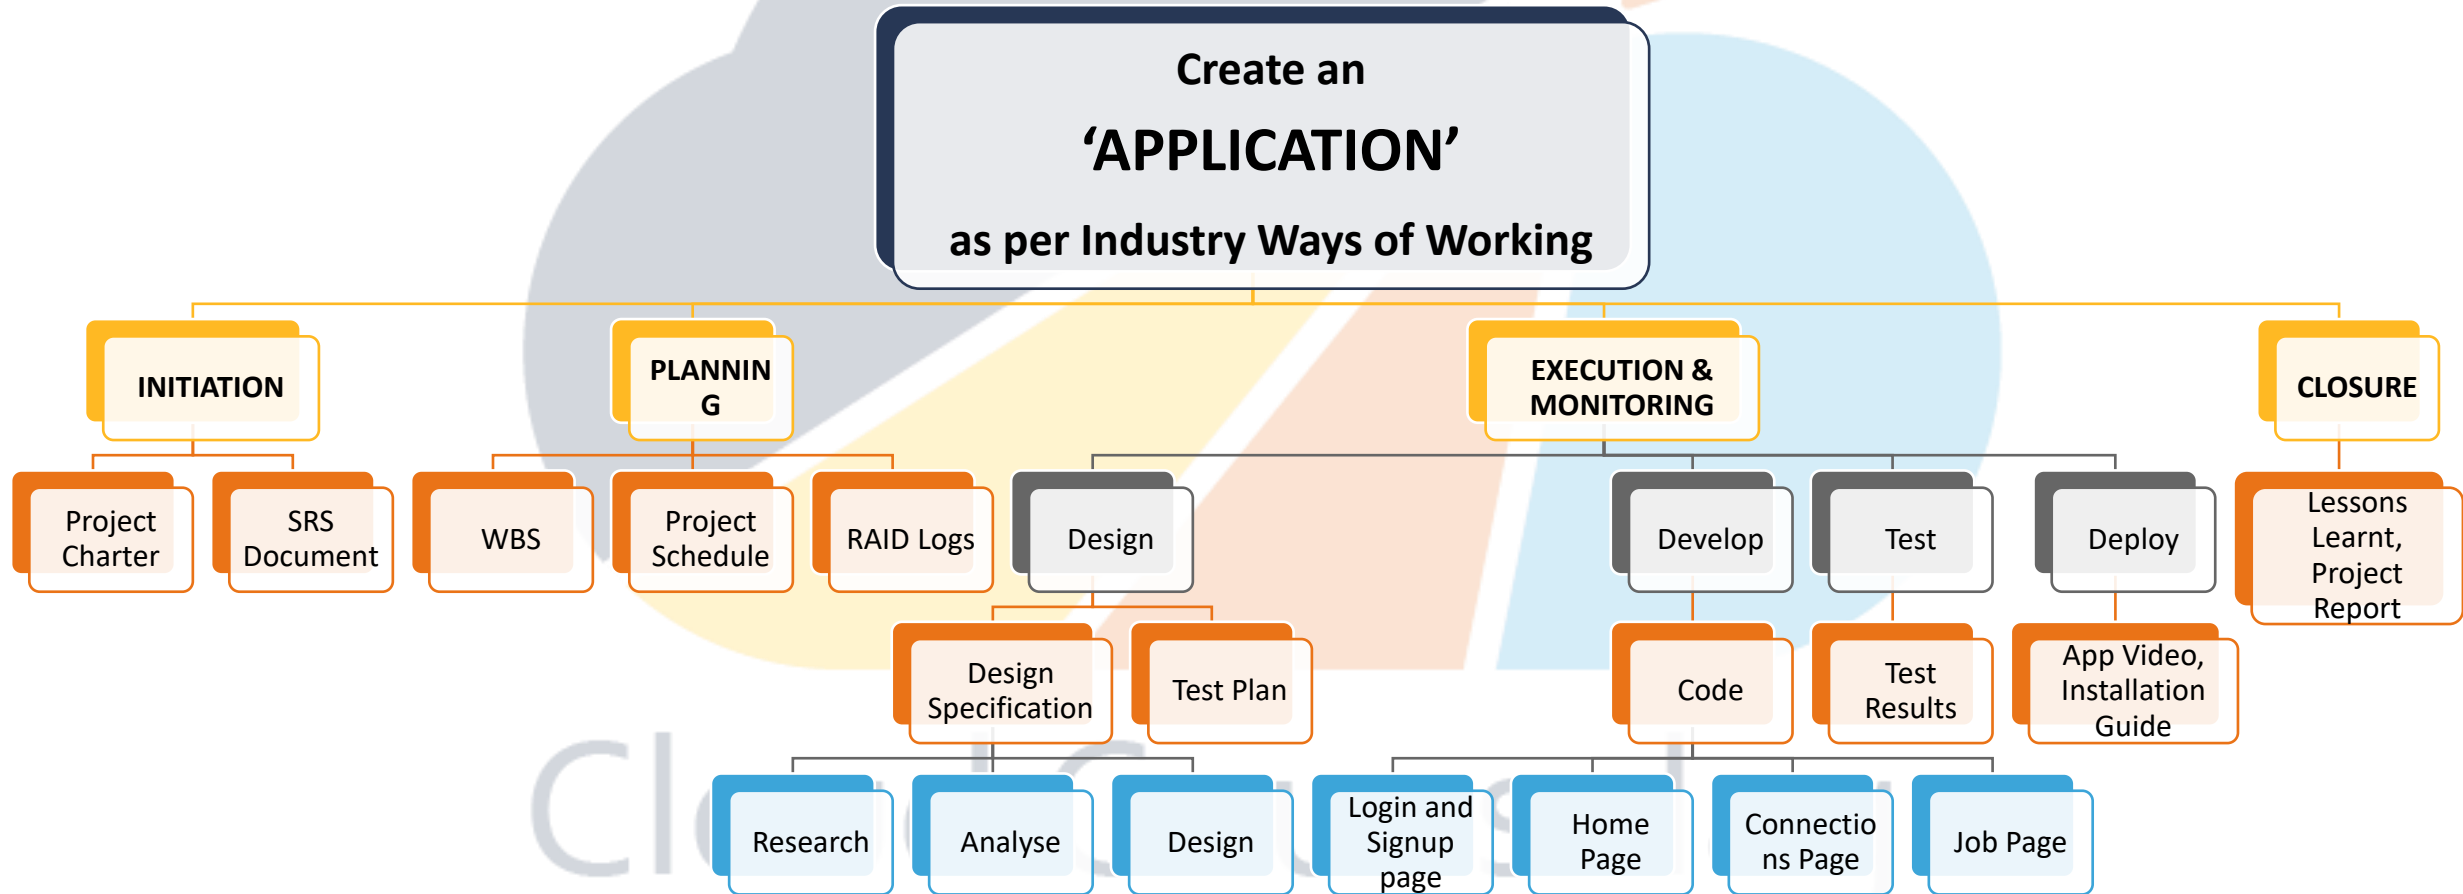 Create an
‘APPLICATION’
as per Industry Ways of Working
INITIATION
PLANNIN
G
EXECUTION &
MONITORING
CLOSURE
Project
Charter
SRS
Document
WBS
Project
Schedule
RAID Logs
Design
Develop
Test
Deploy
Lessons
Learnt,
Project
Report
Design
Specification
Test Plan
Code
Test
Results
App Video,
Installation
Guide
Research
Analyse
Design
Login and
Signup
page
Home
Page
Connectio
ns Page
Job Page